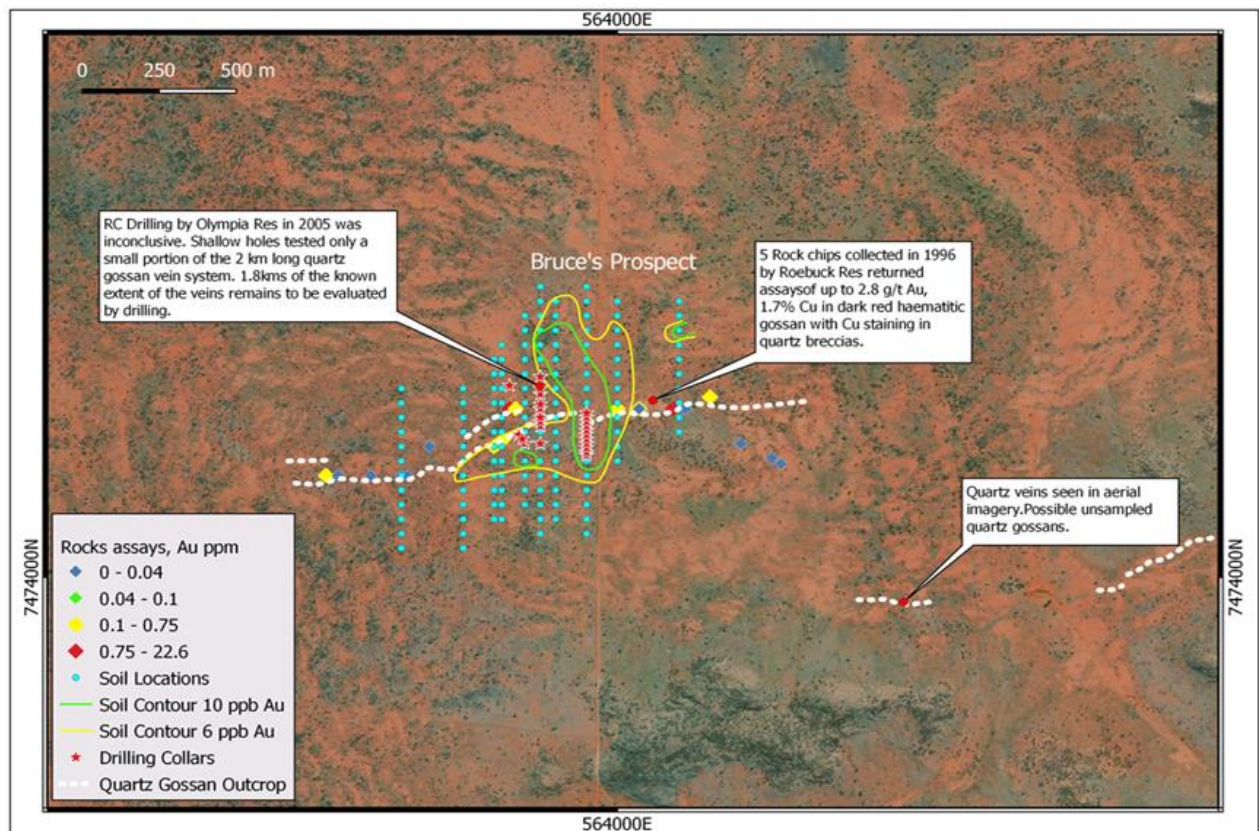 564000E
0 250 500 m
RC Drilling by Olympia Res in 2005 was
inconclusive. Shallow holes tested only a
small portion of the 2 km long quartz
gossan vein system. 1.8kms of the known
extent of the veins remains to be evaluated
by drilling.
Bruce's Prospect
5 Rock chips collected in 1996
by Roebuck Res returned
assaysof up to 2.8 g/t Au,
1.7% Cu in dark red haematitic
gossan with Cu staining in
quartz breccias.
Quartz veins seen in aerial
imagery.Possible unsampled
quartz gossans.
7474000N
7474000N
Rocks assays, Au ppm
0 - 0.04
0.04 - 0.1
0.1 - 0.75
0.75 - 22.6
Soil Locations
Soil Contour 10 ppb Au
Soil Contour 6 ppb Au
Drilling Collars
Quartz Gossan Outcrop
564000E